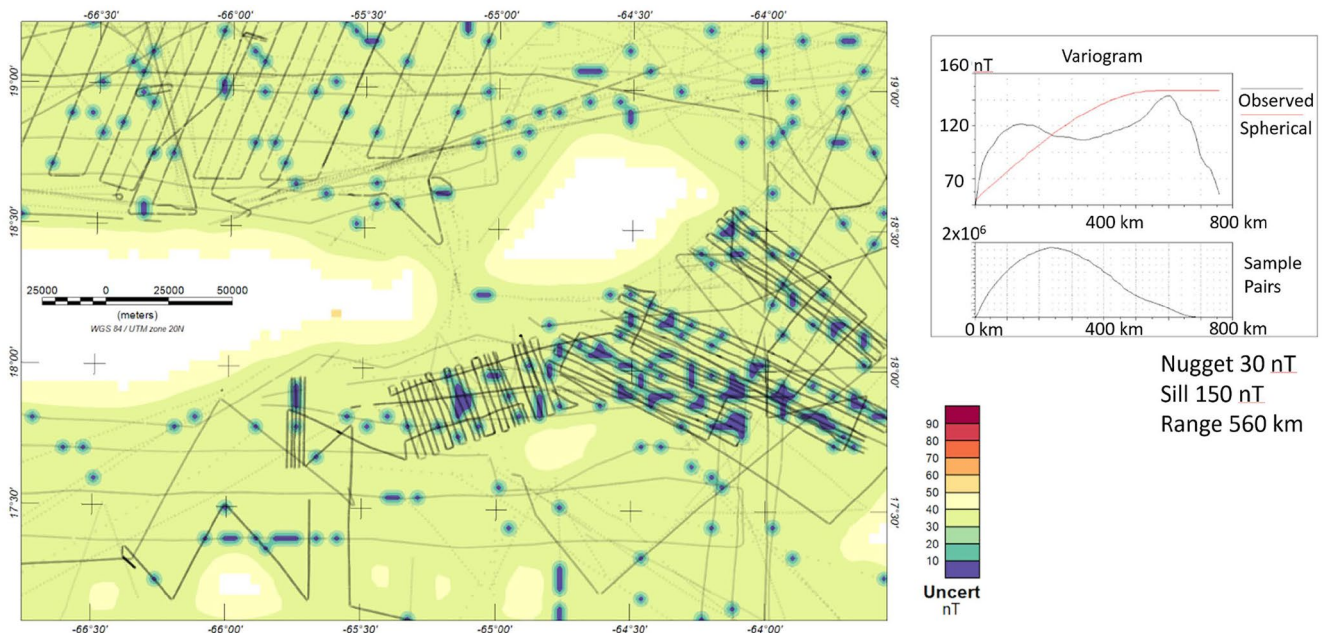 -66°30' -66°00' -65°30' -65°00' -64°30' -64°00'
19°00' 19°00'
18°30' 18°30'
25000 0 25000 50000
(meters)
WGS 84 / UTM zone 20N
18°00' 18°00'
17°30' 17°30'
-66°30' -66°00' -65°30' -65°00' -64°30' -64°00'
160 nT Variogram
Observed
Spherical
120
70
400 km 800 km
2x10⁶
Sample
Pairs
0 km 400 km 800 km
Nugget 30 nT
Sill 150 nT
Range 560 km
90
80
70
60
50
40
30
20
10
Uncert
nT